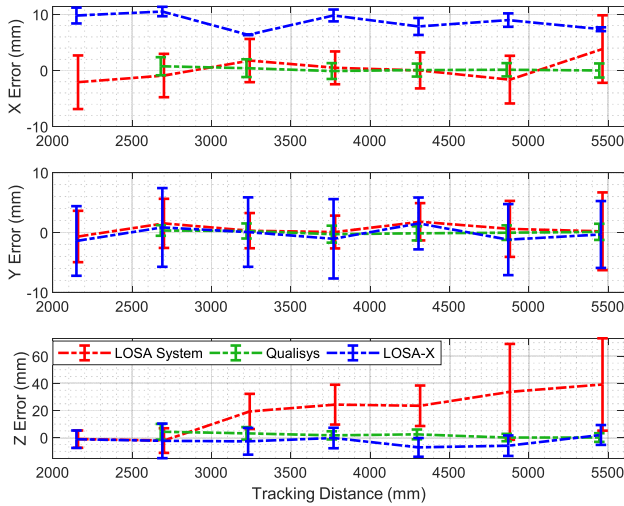 10
0
-10
X Error (mm)
2000 2500 3000 3500 4000 4500 5000 5500
10
0
-10
Y Error (mm)
2000 2500 3000 3500 4000 4500 5000 5500
LOSA System Qualisys LOSA-X
60
40
20
0
Z Error (mm)
2000 2500 3000 3500 4000 4500 5000 5500
Tracking Distance (mm)